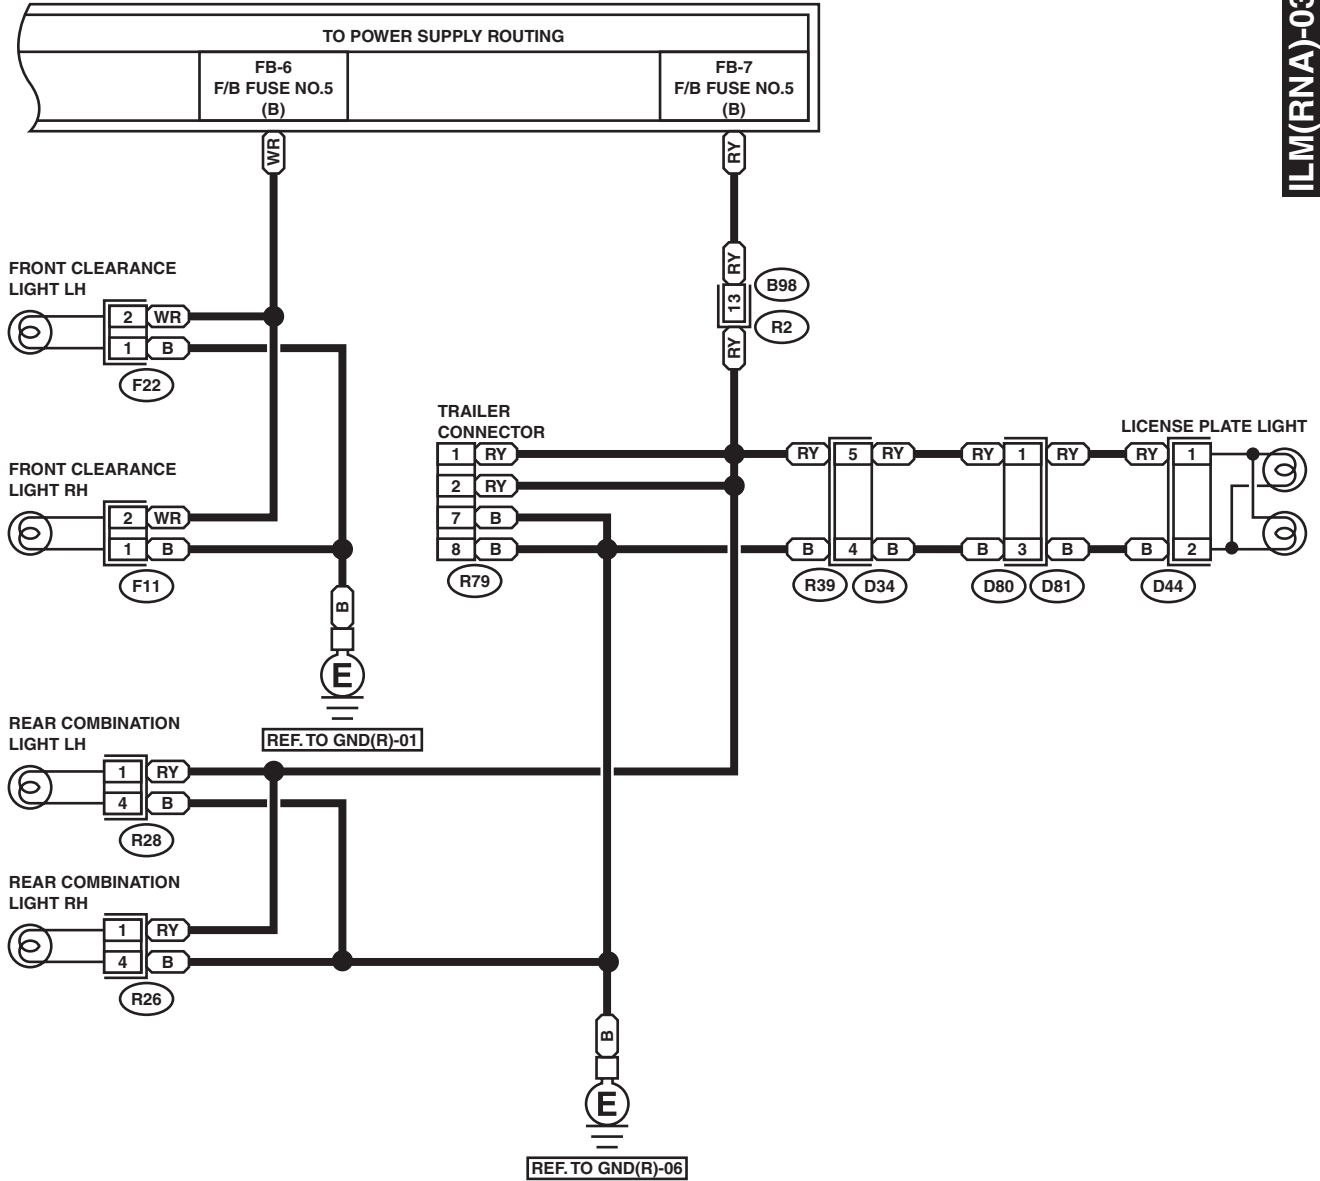 TO POWER SUPPLY ROUTING
FB-6
F/B FUSE NO.5
(B)
FB-7
F/B FUSE NO.5
(B)
ILM(RNA)-03
WR
RY
RY
13
B98
R2
RY
FRONT CLEARANCE
LIGHT LH
2 WR
1 B
F22
FRONT CLEARANCE
LIGHT RH
2 WR
1 B
F11
B
E
REF. TO GND(R)-01
TRAILER
CONNECTOR
1 RY
2 RY
7 B
8 B
R79
RY 5 RY
B 4 B
R39 D34
RY 1 RY
B 3 B
D80 D81
LICENSE PLATE LIGHT
RY 1
B 2
D44
REAR COMBINATION
LIGHT LH
1 RY
4 B
R28
REAR COMBINATION
LIGHT RH
1 RY
4 B
R26
B
E
REF. TO GND(R)-06